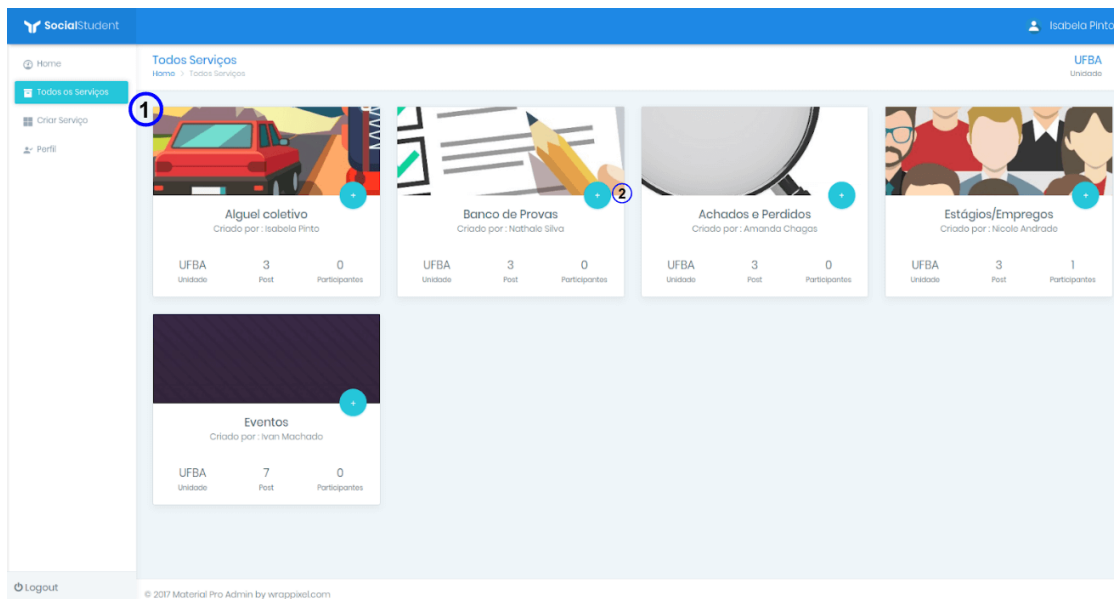 SocialStudent
Isabela Pinto
Home
Todos os Serviços
Criar Serviço
Perfil
Logout
Todos Serviços
Home > Todos Serviços
UFBA
Unidade
1
Alguel coletivo
Criado por : Isabela Pinto
UFBA 3 0
Unidade Post Participantes
+ 2
Banco de Provas
Criado por : Nathale Silva
UFBA 3 0
Unidade Post Participantes
Achados e Perdidos
Criado por : Amanda Chagas
UFBA 3 0
Unidade Post Participantes
Estágios/Empregos
Criado por : Nicole Andrade
UFBA 3 1
Unidade Post Participantes
Eventos
Criado por : Ivan Machado
UFBA 7 0
Unidade Post Participantes
© 2017 Material Pro Admin by wrappixel.com